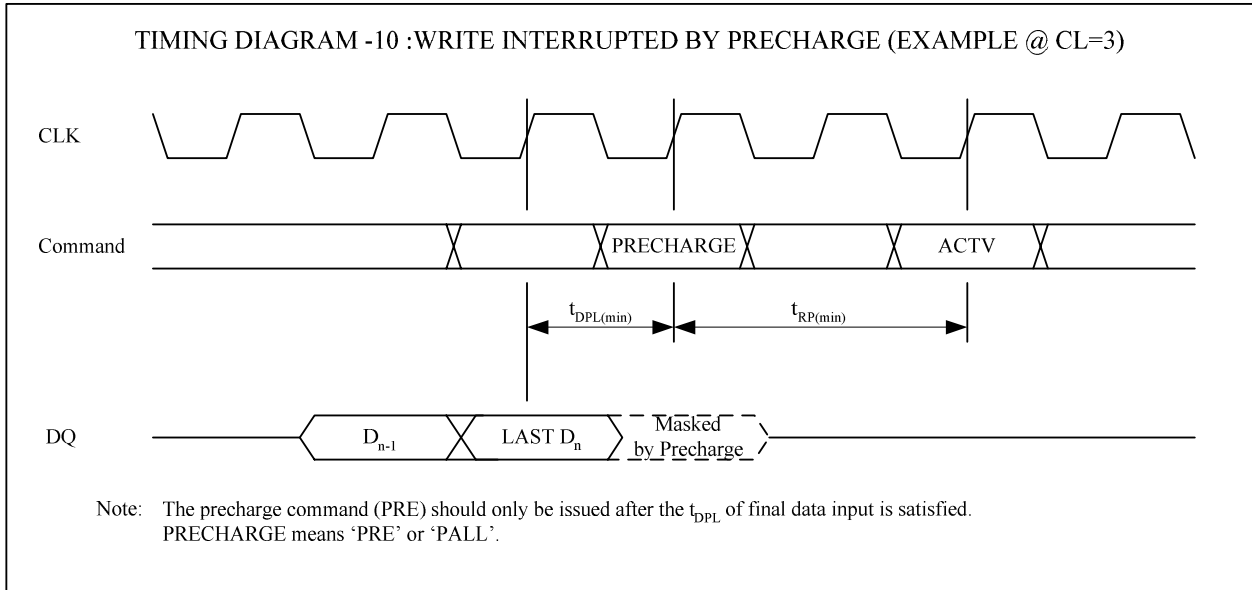 TIMING DIAGRAM -10 :WRITE INTERRUPTED BY PRECHARGE (EXAMPLE @ CL=3)
CLK
Command
PRECHARGE
ACTV
tDPL(min)
tRP(min)
DQ
Dn-1
LAST Dn
Masked
by Precharge
Note: The precharge command (PRE) should only be issued after the tDPL of final data input is satisfied.
PRECHARGE means ‘PRE’ or ‘PALL’.